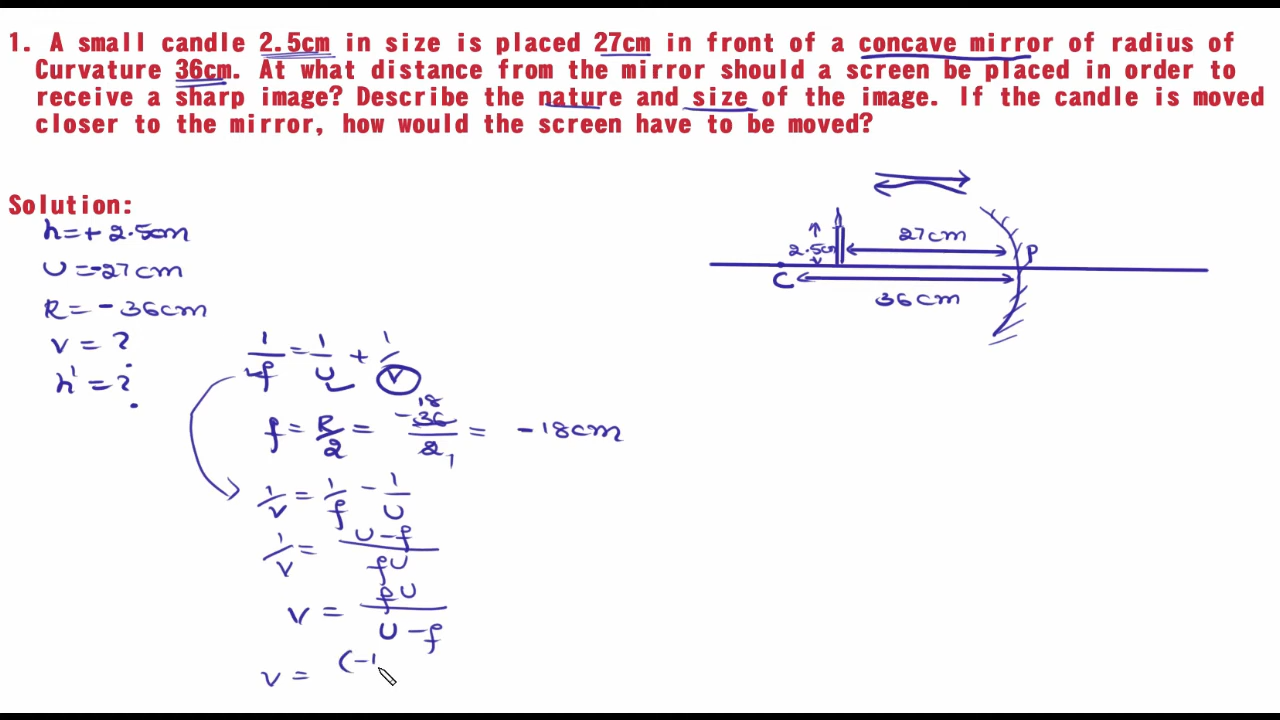 1. A small candle 2.5cm in size is placed 27cm in front of a concave mirror of radius of
Curvature 36cm. At what distance from the mirror should a screen be placed in order to
receive a sharp image? Describe the nature and size of the image. If the candle is moved
closer to the mirror, how would the screen have to be moved?
Solution:
h = + 2.5cm
U = -27 cm
R = - 36cm
v = ?
h' = ?
1/f = 1/U + 1/v
f = R/2 = -36/2 = - 18cm
18
1
1/v = 1/f - 1/U
1/v = U-f/fU
v = fU/U-f
v = (-1
2.5cm
27cm
P
C
36cm